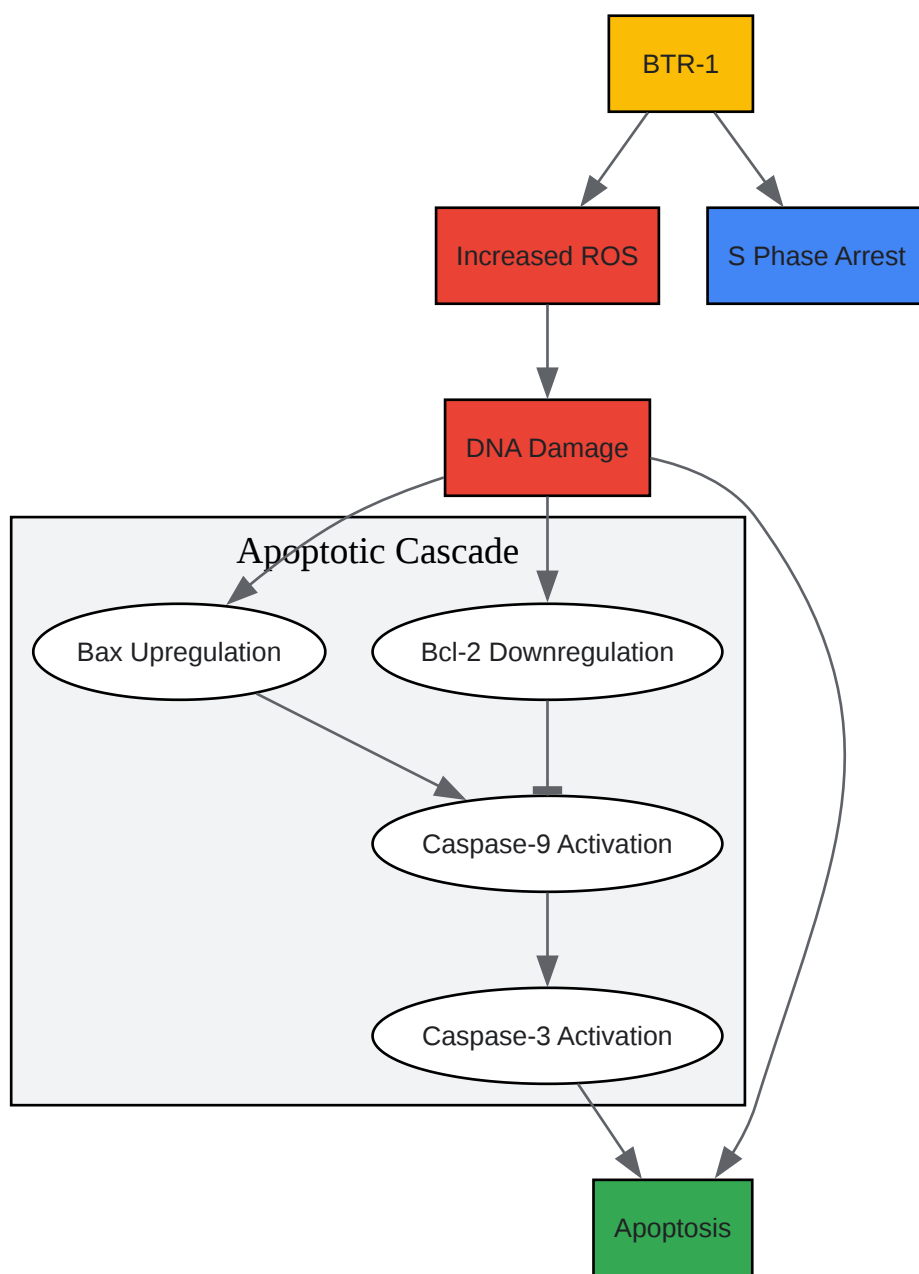 BTR-1
Increased ROS
S Phase Arrest
DNA Damage
Apoptotic Cascade
Bax Upregulation
Bcl-2 Downregulation
Caspase-9 Activation
Caspase-3 Activation
Apoptosis